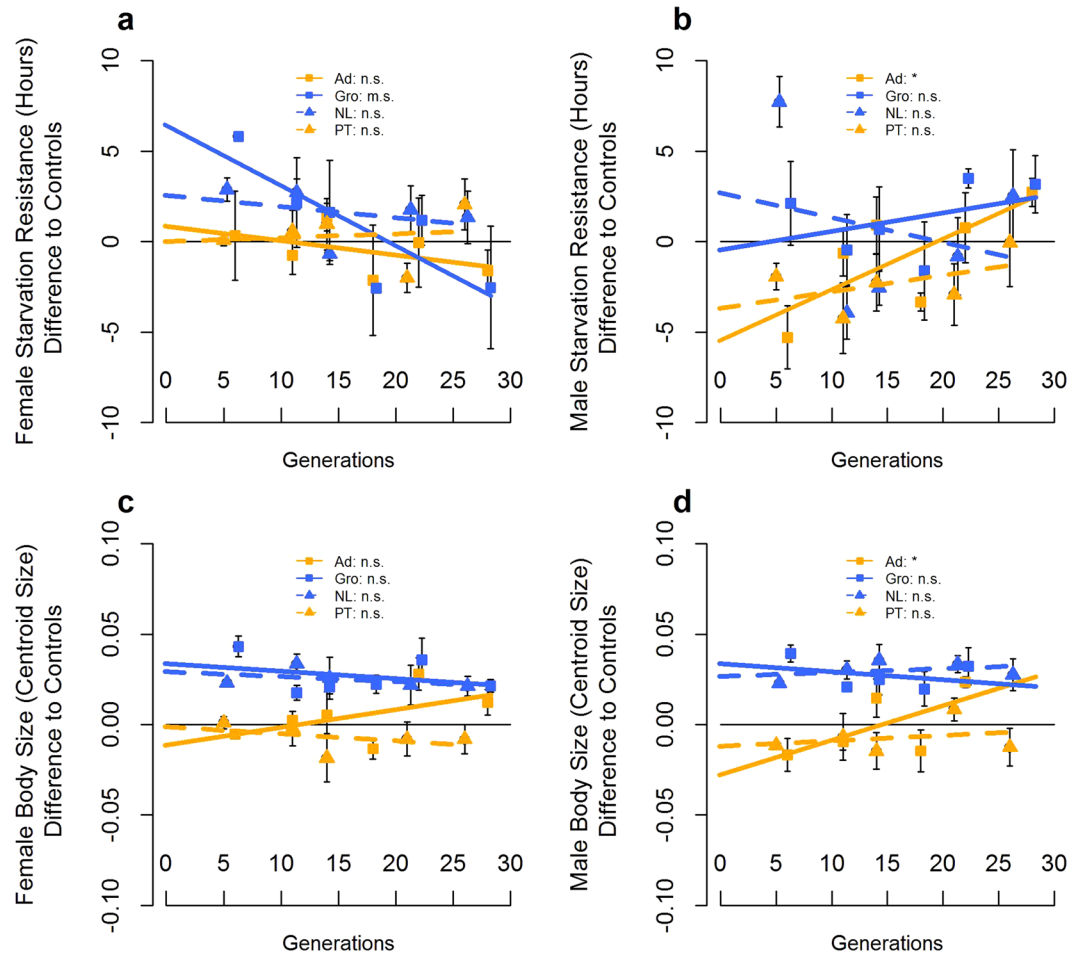 a
Female Starvation Resistance (Hours)
Difference to Controls
10
5
0
-5
-10
Ad: n.s.
Gro: m.s.
NL: n.s.
PT: n.s.
0 5 10 15 20 25 30
Generations
b
Male Starvation Resistance (Hours)
Difference to Controls
10
5
0
-5
-10
Ad: *
Gro: n.s.
NL: n.s.
PT: n.s.
0 5 10 15 20 25 30
Generations
c
Female Body Size (Centroid Size)
Difference to Controls
0.10
0.05
0.00
-0.05
-0.10
Ad: n.s.
Gro: n.s.
NL: n.s.
PT: n.s.
0 5 10 15 20 25 30
Generations
d
Male Body Size (Centroid Size)
Difference to Controls
0.10
0.05
0.00
-0.05
-0.10
Ad: *
Gro: n.s.
NL: n.s.
PT: n.s.
0 5 10 15 20 25 30
Generations